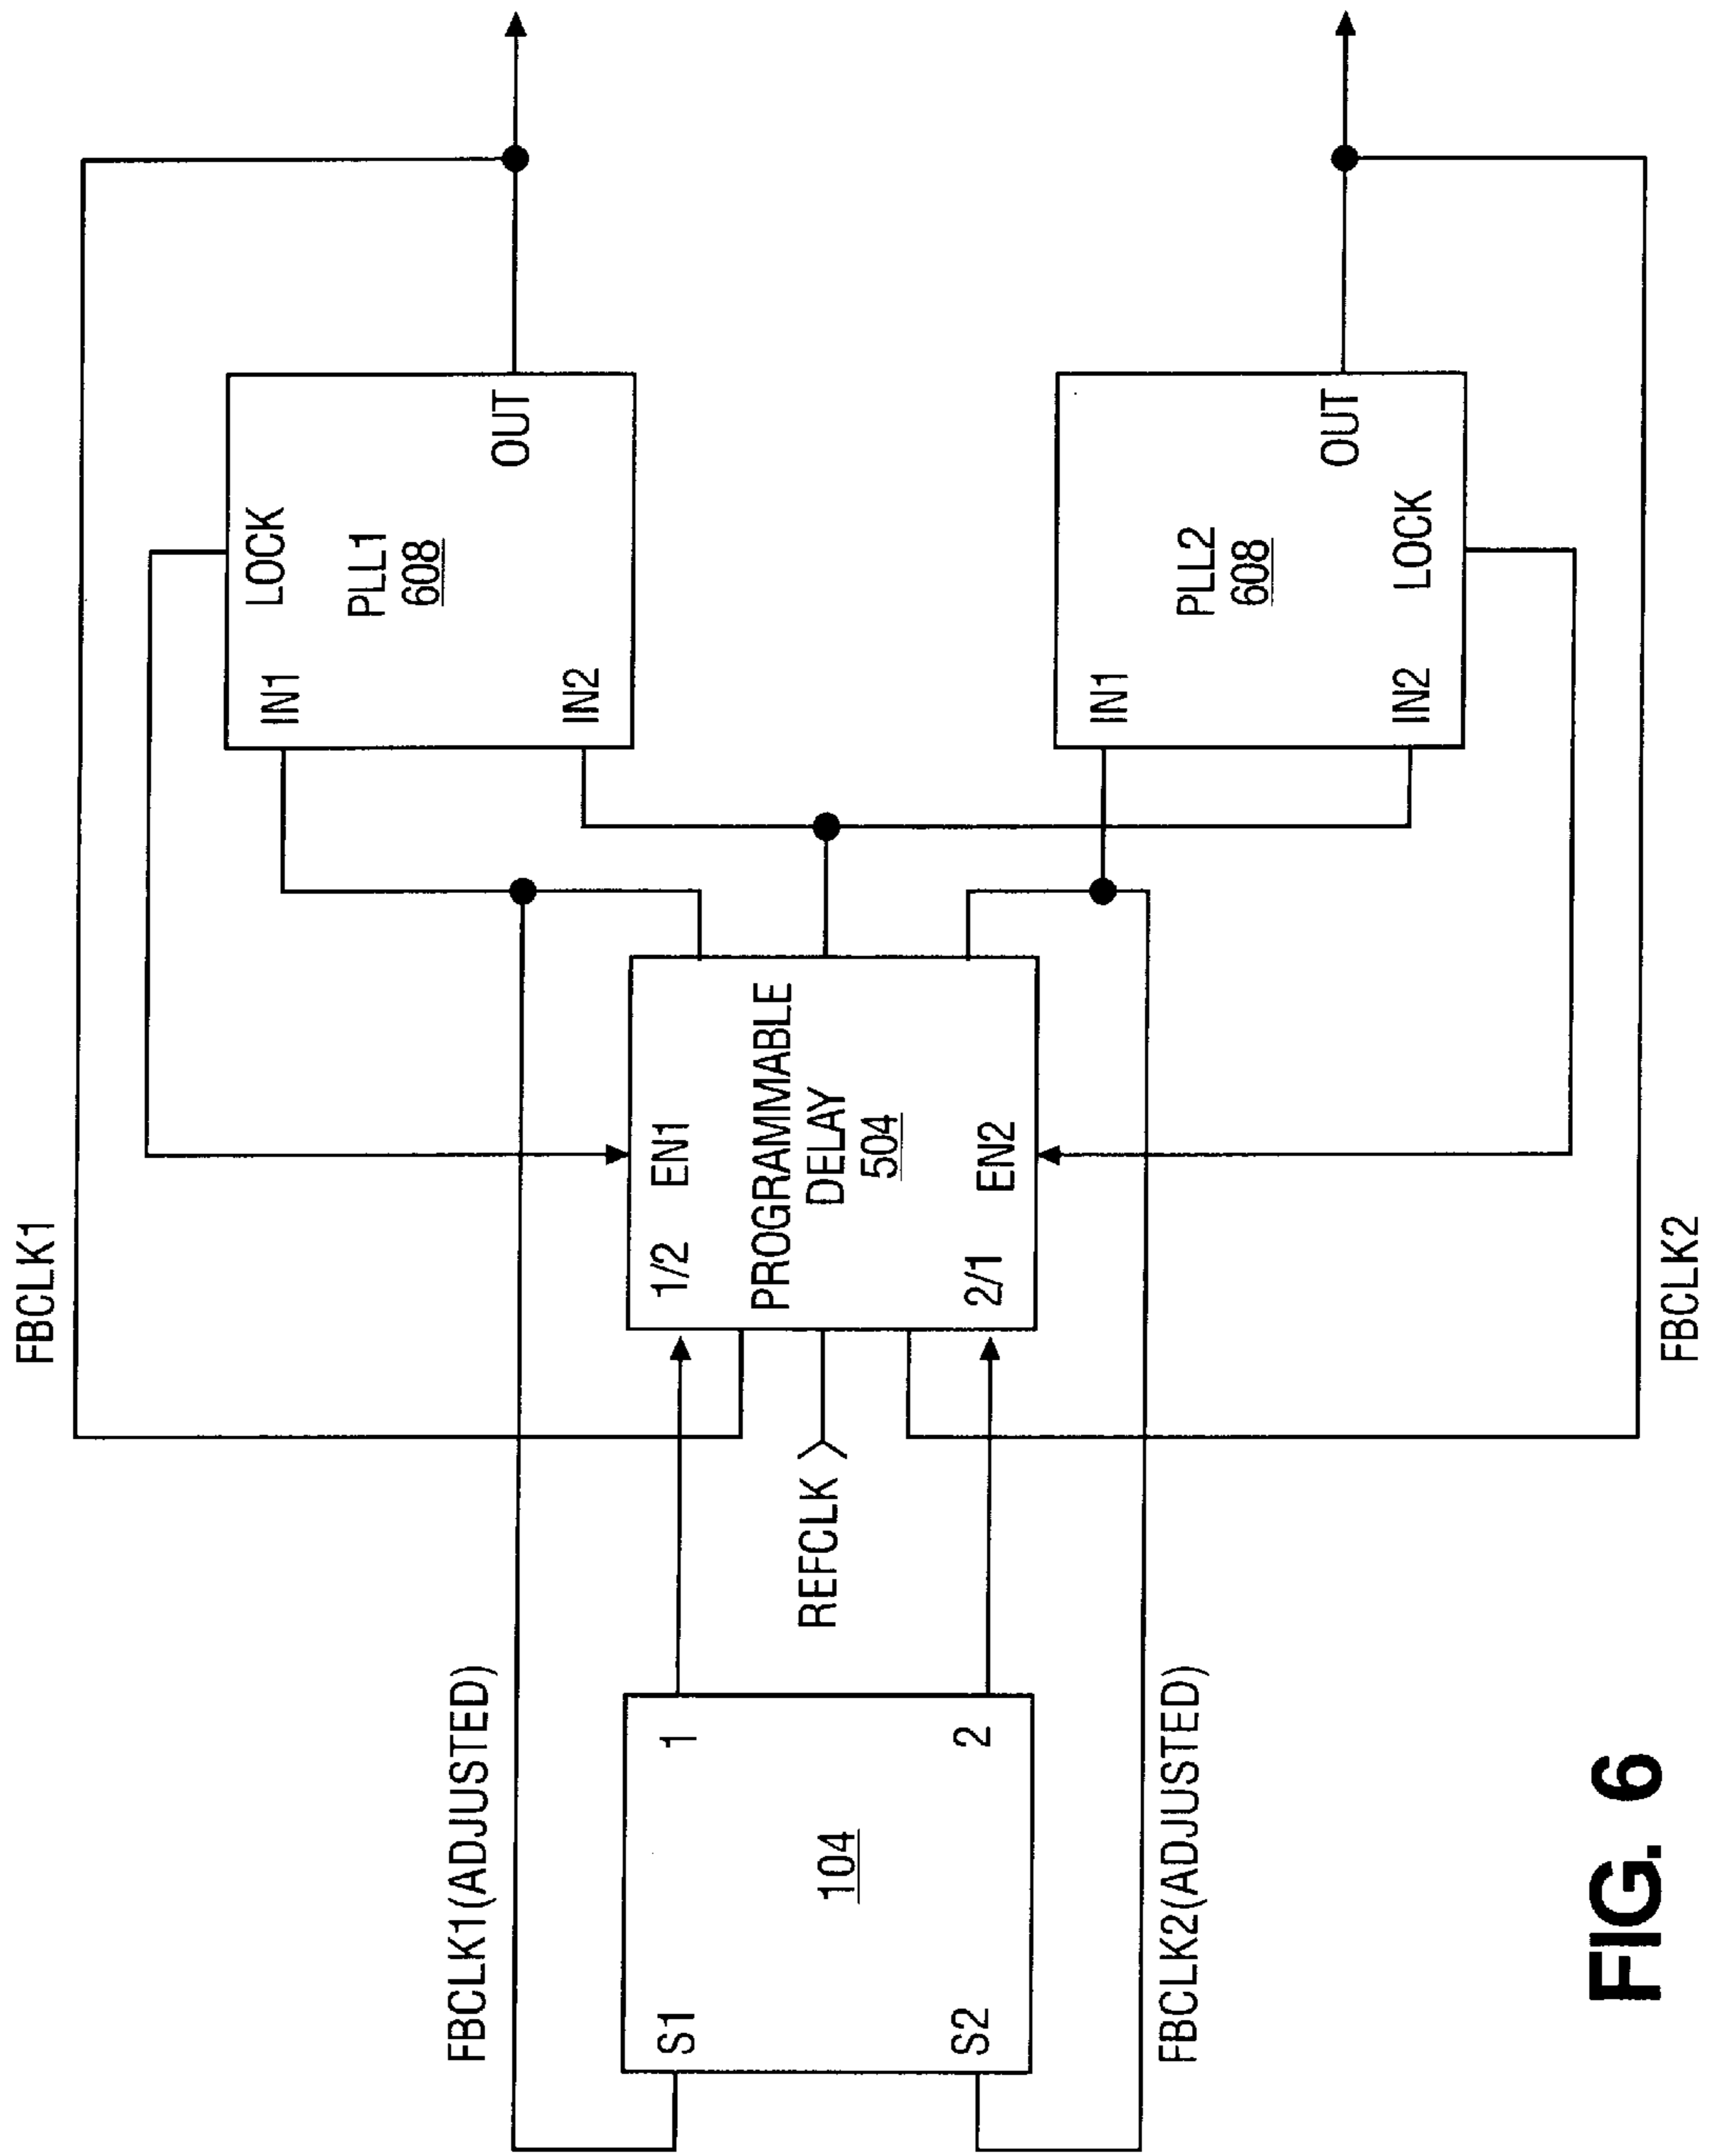 FBCLK1
LOCK
IN1
PLL1
608
OUT
IN2
FBCLK1(ADJUSTED)
1/2 EN1
S1
1
PROGRAMMABLE
DELAY
504
REFCLK
104
2/1 EN2
S2
2
FBCLK2(ADJUSTED)
IN1
PLL2
608
OUT
IN2
LOCK
FBCLK2
FIG. 6